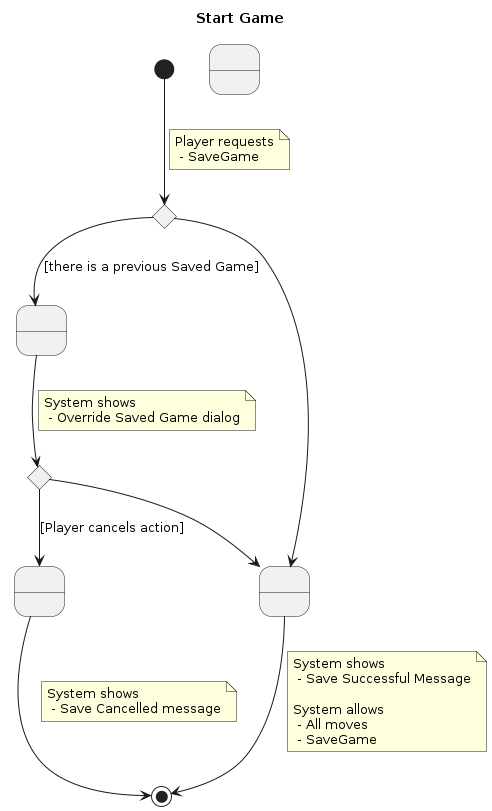 Start Game
Player requests
- SaveGame
[there is a previous Saved Game]
System shows
- Override Saved Game dialog
[Player cancels action]
System shows
- Save Successful Message
System allows
- All moves
- SaveGame
System shows
- Save Cancelled message